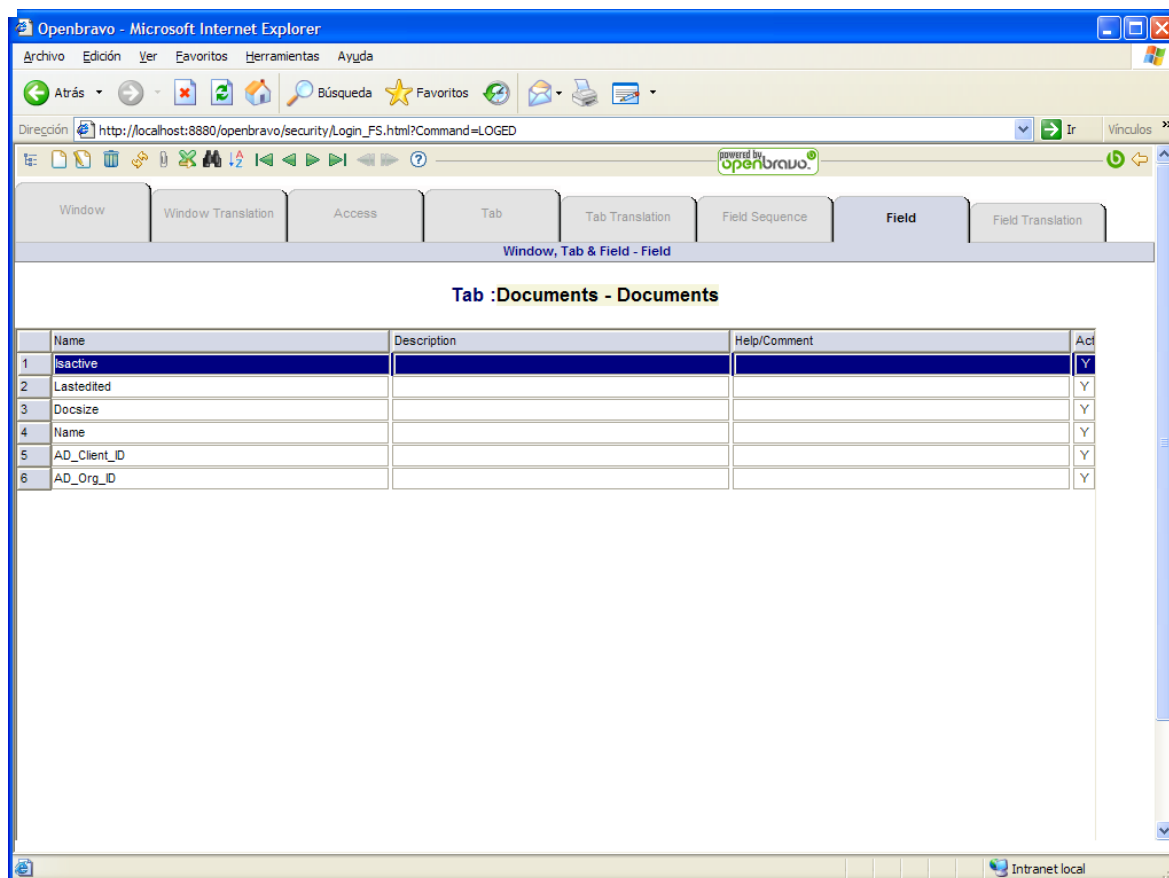 Openbravo - Microsoft Internet Explorer
Archivo Edición Ver Favoritos Herramientas Ayuda
Atrás Búsqueda Favoritos
Dirección http://localhost:8880/openbravo/security/Login_FS.html?Command=LOGED Ir Vínculos »
powered by openbravo.
Window Window Translation Access Tab Tab Translation Field Sequence Field Field Translation
Window, Tab & Field - Field
Tab :Documents - Documents
Name Description Help/Comment Act
1 Isactive Y
2 Lastedited Y
3 Docsize Y
4 Name Y
5 AD_Client_ID Y
6 AD_Org_ID Y
Intranet local